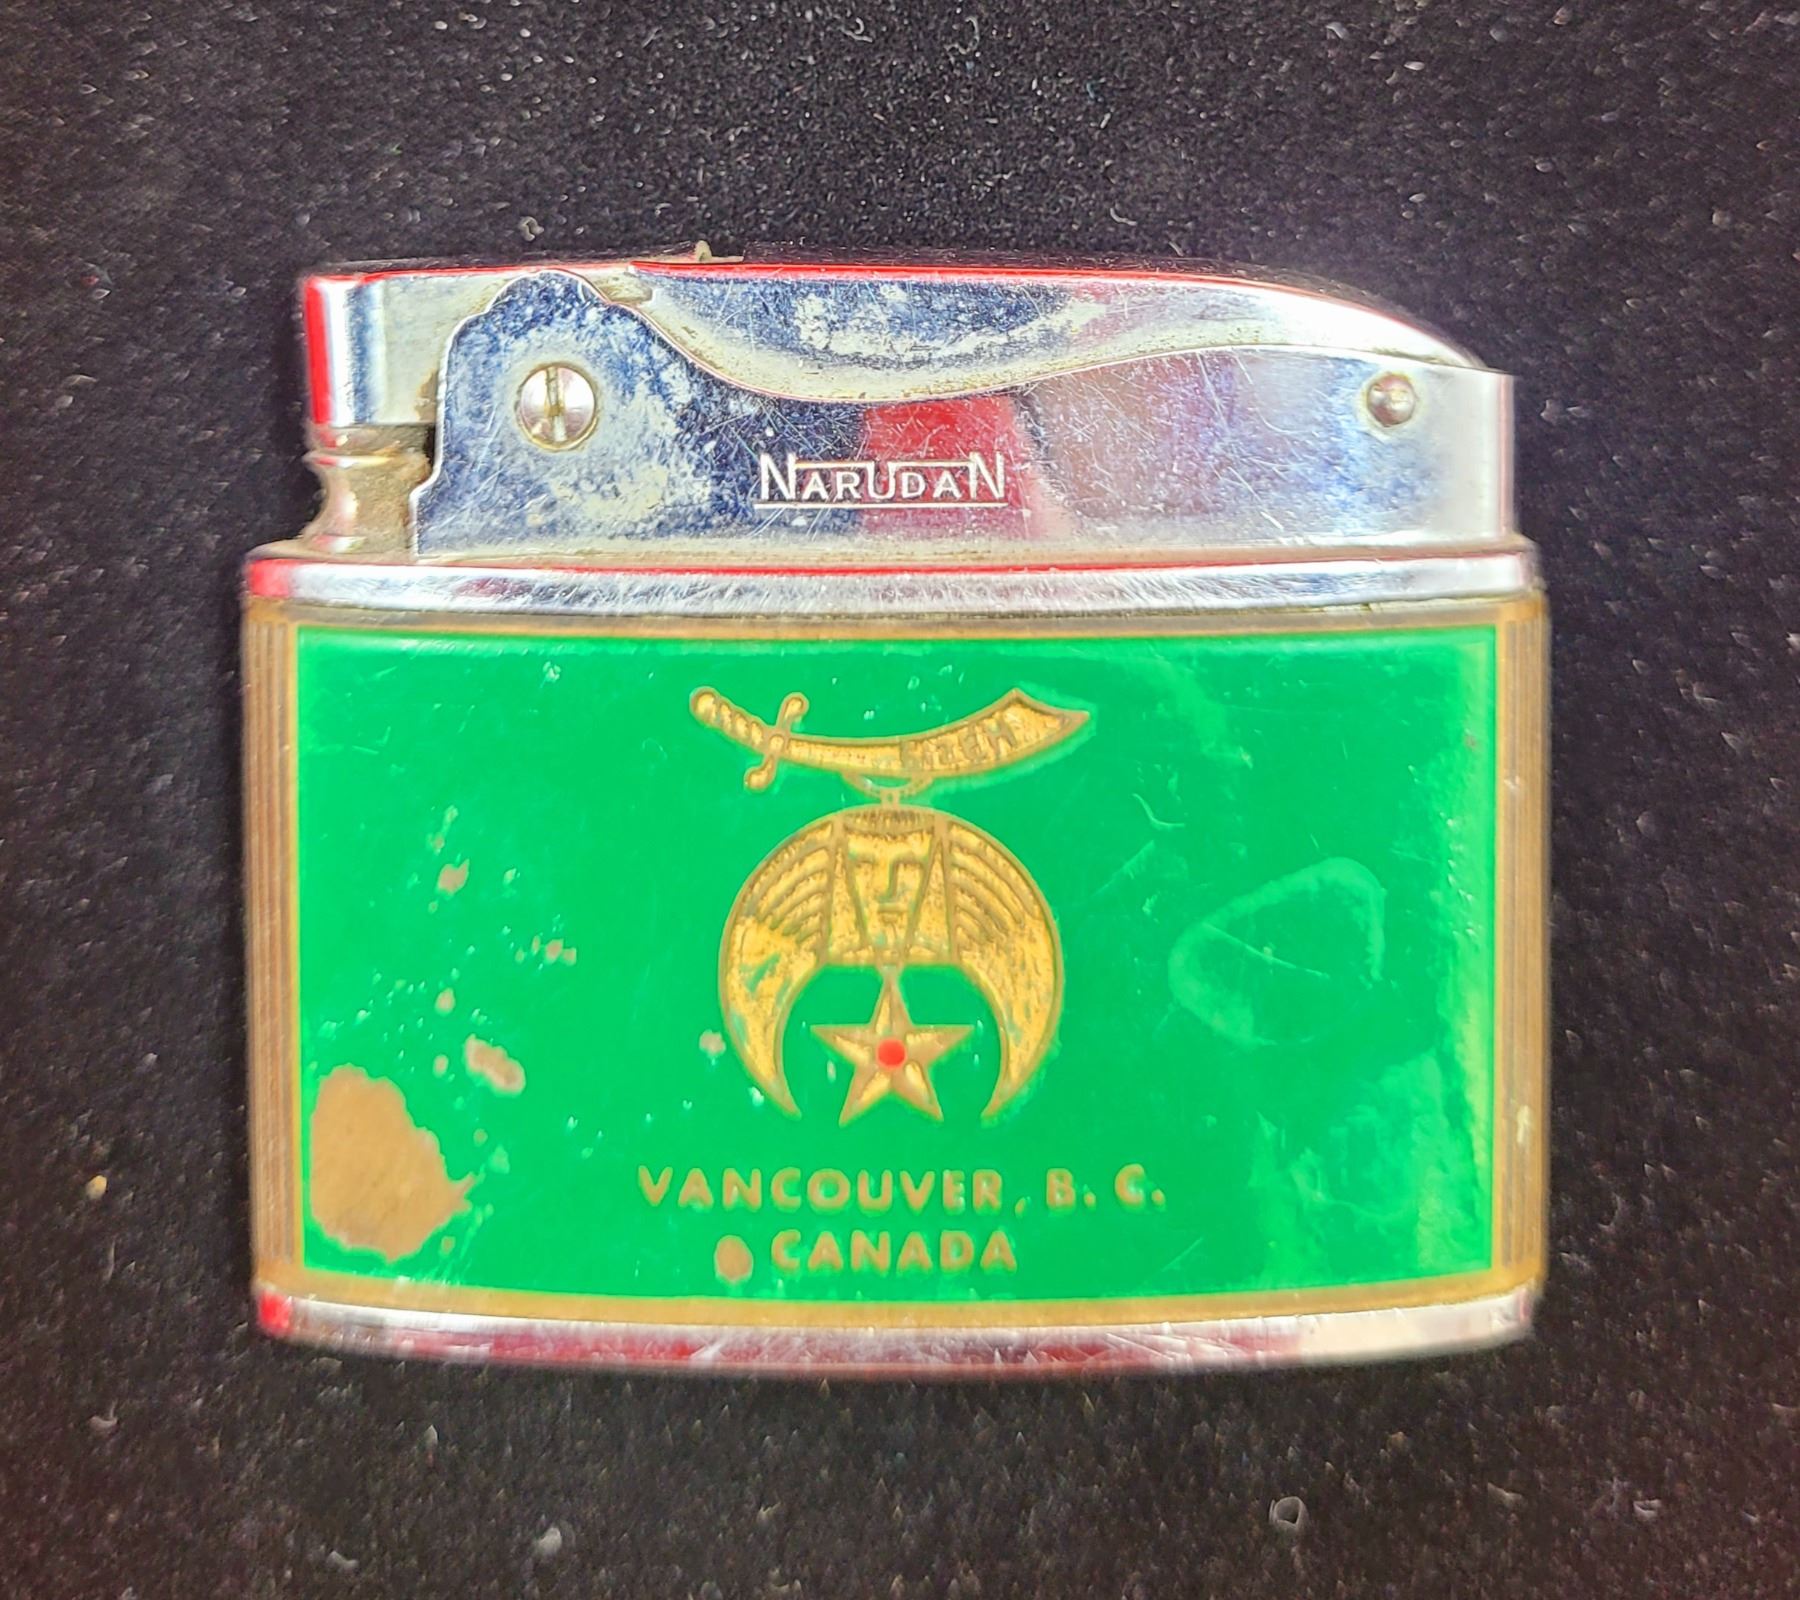 NARUDAN
VANCOUVER, B. C.
CANADA